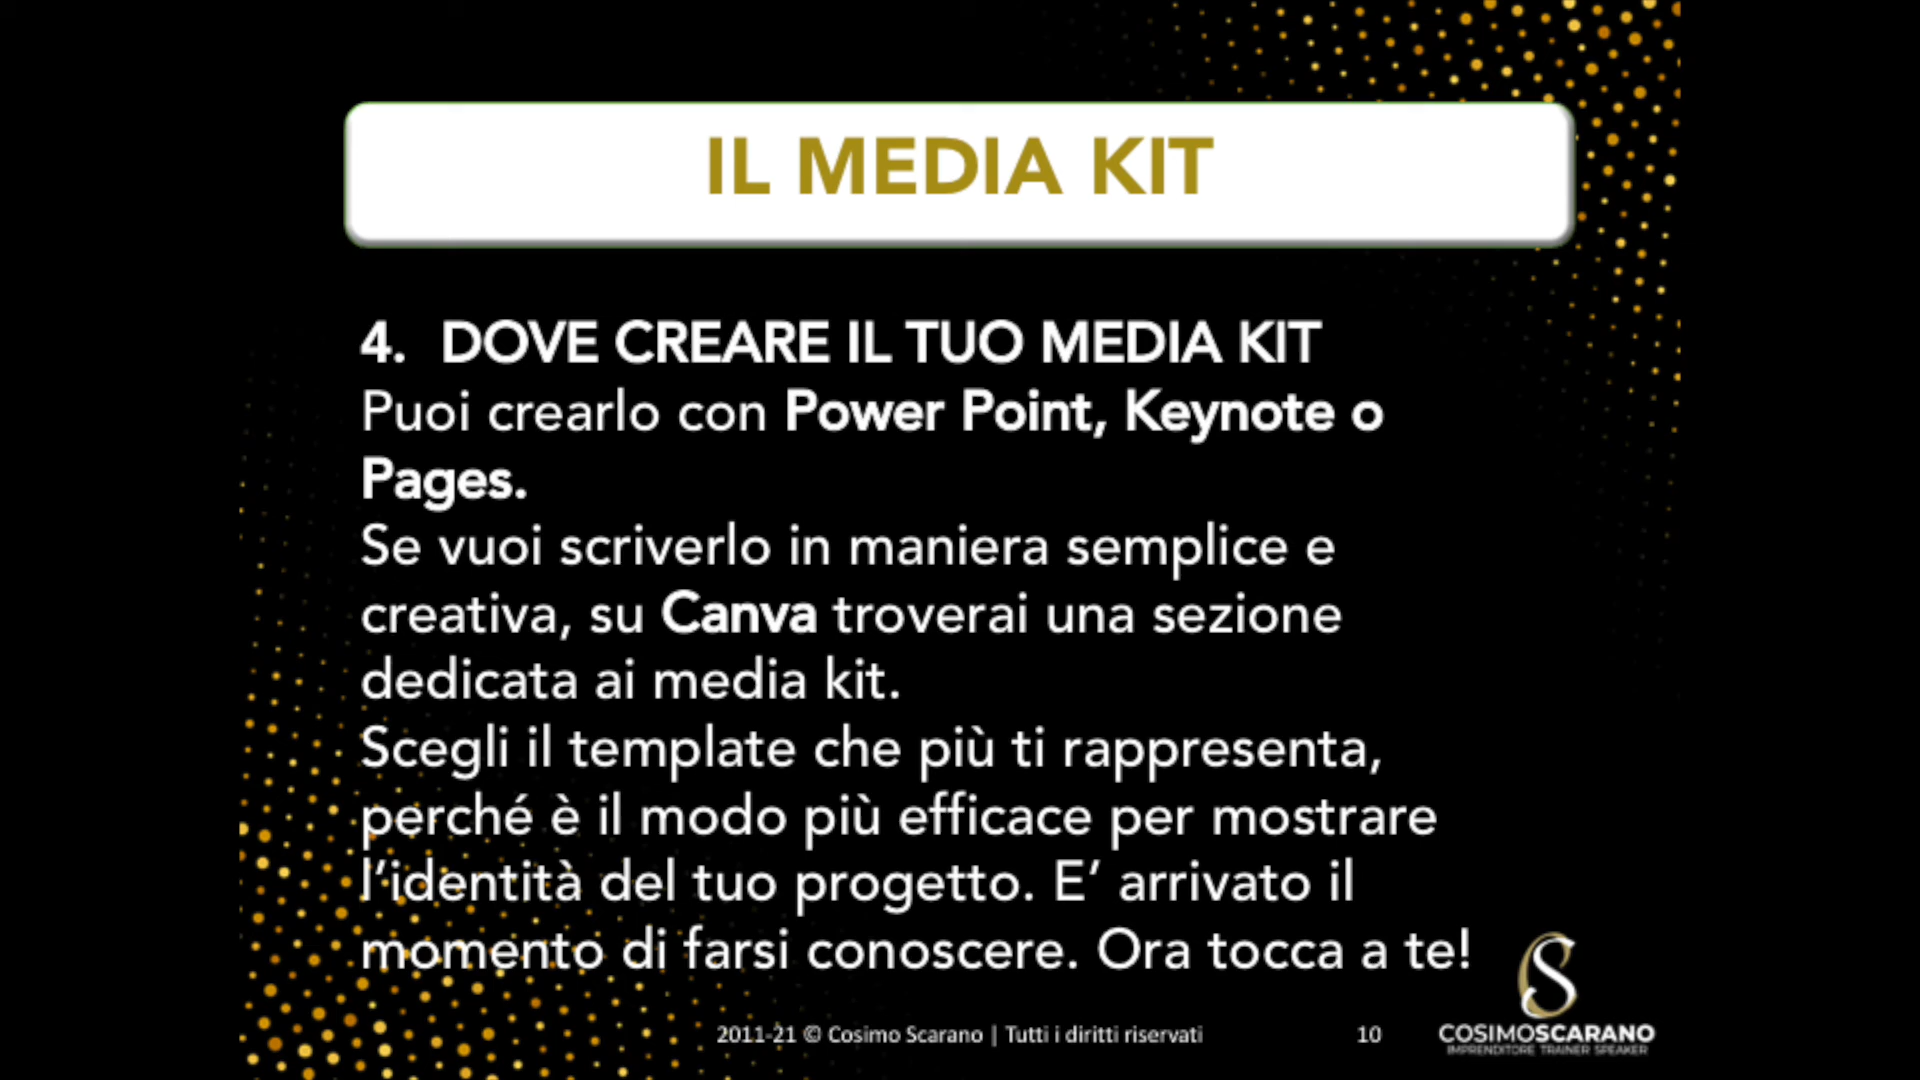 IL MEDIA KIT
4. DOVE CREARE IL TUO MEDIA KIT
Puoi crearlo con Power Point, Keynote o
Pages.
Se vuoi scriverlo in maniera semplice e
creativa, su Canva troverai una sezione
dedicata ai media kit.
Scegli il template che più ti rappresenta,
perché è il modo più efficace per mostrare
l’identità del tuo progetto. E’ arrivato il
momento di farsi conoscere. Ora tocca a te!
2011-21 © Cosimo Scarano | Tutti i diritti riservati
10
COSIMOSCARANO
IMPRENDITORE TRAINER SPEAKER